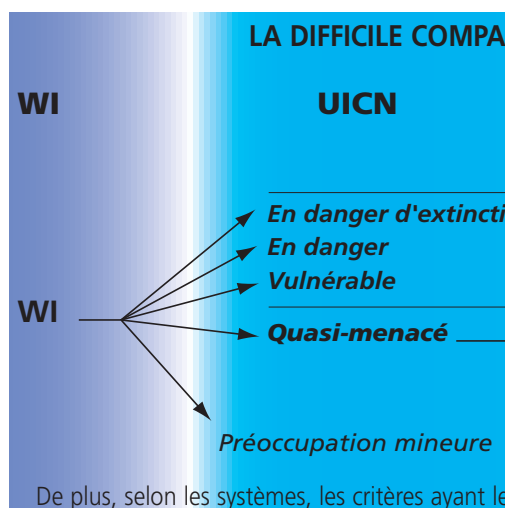 LA DIFFICILE COMPA
WI UICN
En danger d'extincti
En danger
Vulnérable
WI
Quasi-menacé
Préoccupation mineure
De plus, selon les systèmes, les critères ayant le